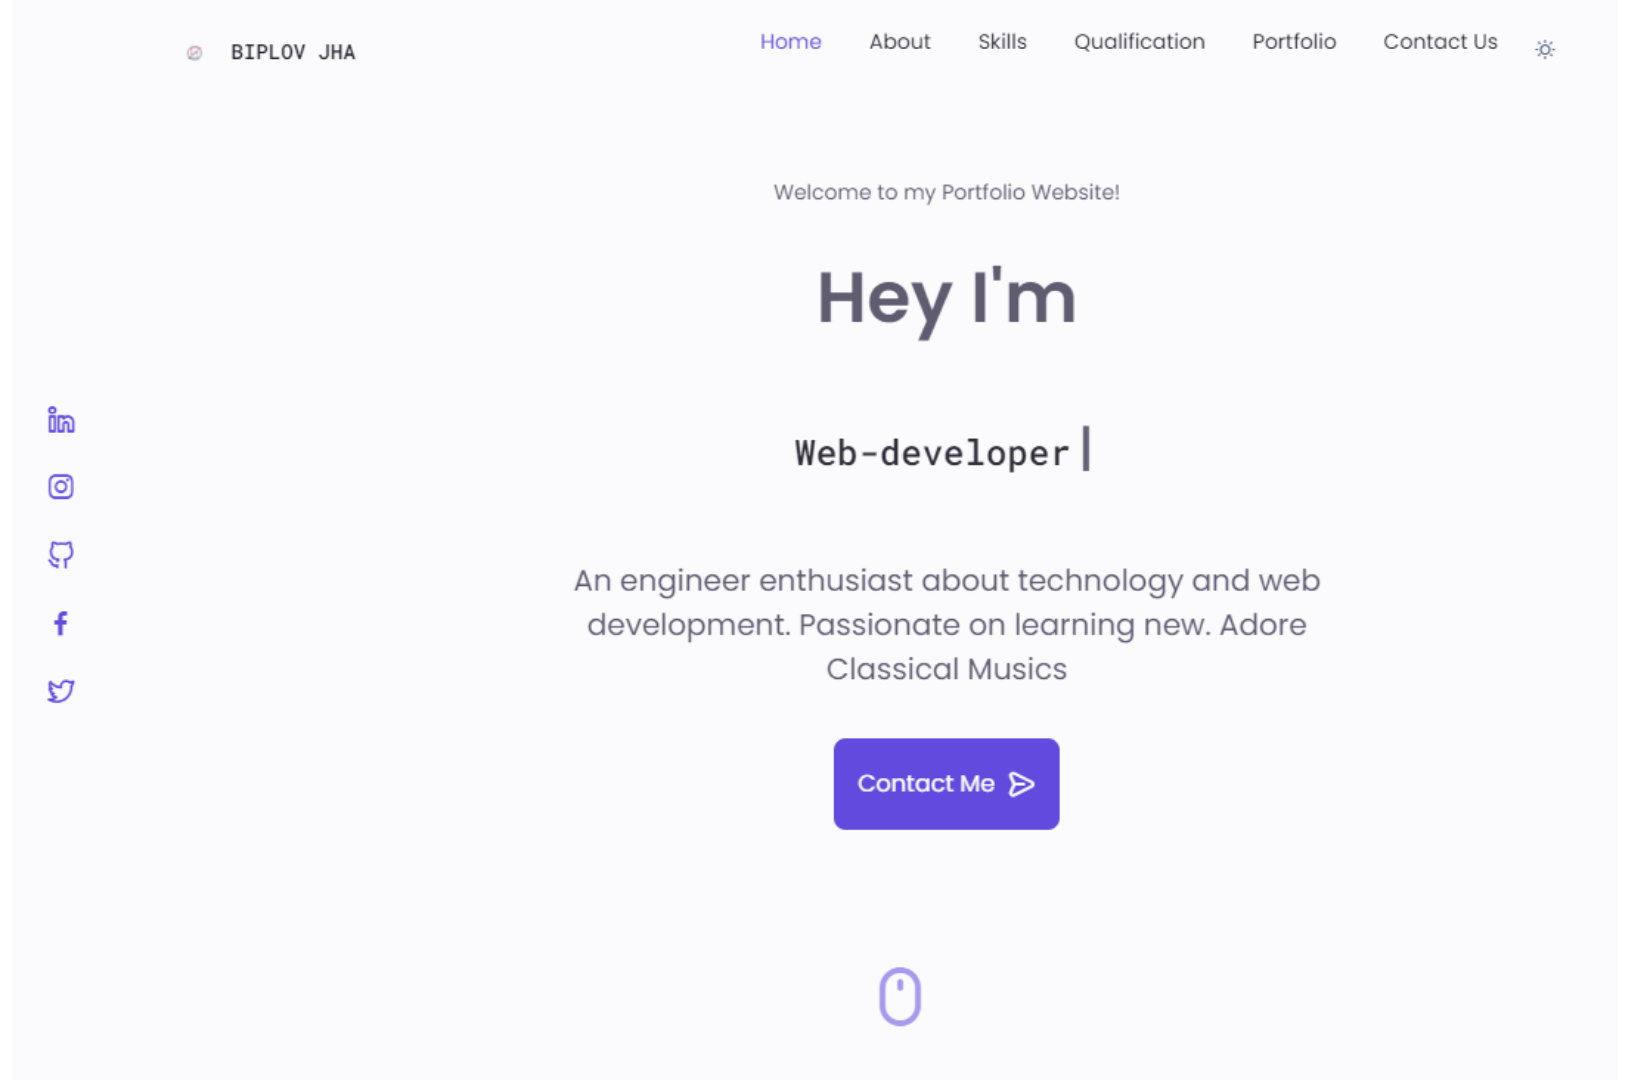 BIPLOV JHA
Home About Skills Qualification Portfolio Contact Us
Welcome to my Portfolio Website!
Hey I'm
Web-developer
An engineer enthusiast about technology and web
development. Passionate on learning new. Adore
Classical Musics
Contact Me